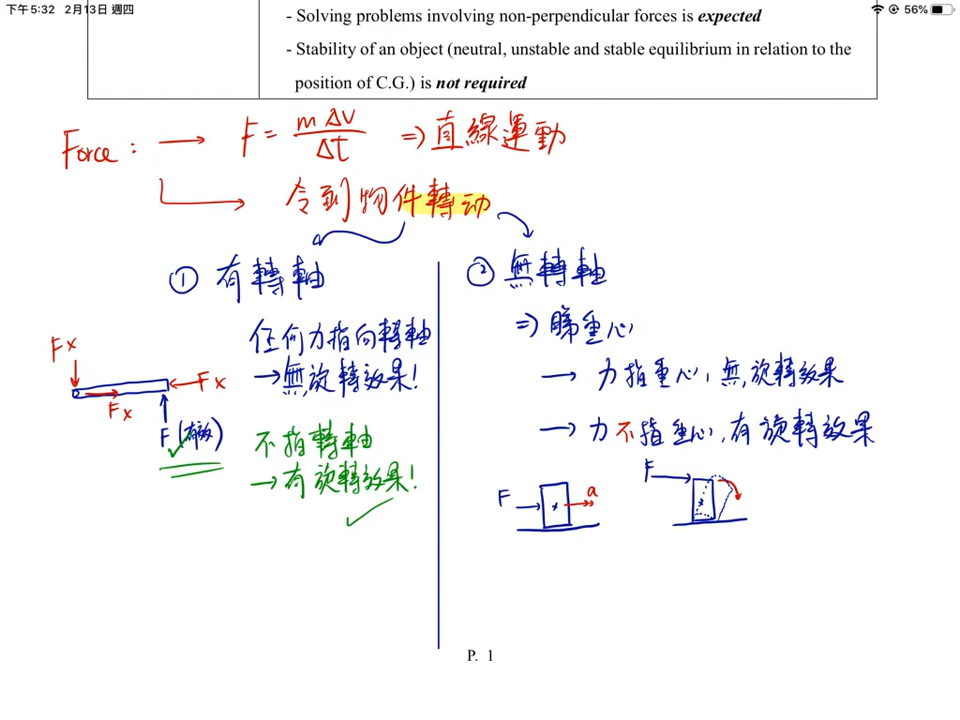 下午5:32 2月13日 週四 56%
- Solving problems involving non-perpendicular forces is expected
- Stability of an object (neutral, unstable and stable equilibrium in relation to the
position of C.G.) is not required
Force : → F = mΔv/Δt ⇒ 直線運動
→ 令到物件轉动
① 有轉軸
任何力指向轉軸
→ 無旋轉效果!
Fx
Fx
Fx
F (有效)
不指轉軸
→ 有旋轉效果!
② 無轉軸
⇒ 睇重心
→ 力指重心, 無旋轉效果
→ 力不指重心, 有旋轉效果
F a
F
P. 1